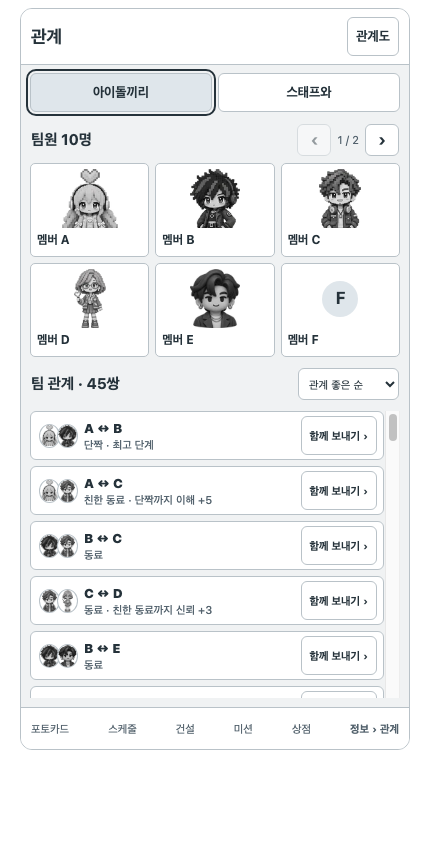 관계
관계도
아이돌끼리
스태프와
팀원 10명
‹ 1 / 2 ›
멤버 A
멤버 B
멤버 C
멤버 D
멤버 E
F
멤버 F
팀 관계 · 45쌍
관계 좋은 순
A ↔ B
단짝 · 최고 단계
함께 보내기 ›
A ↔ C
친한 동료 · 단짝까지 이해 +5
함께 보내기 ›
B ↔ C
동료
함께 보내기 ›
C ↔ D
동료 · 친한 동료까지 신뢰 +3
함께 보내기 ›
B ↔ E
동료
함께 보내기 ›
포토카드
스케줄
건설
미션
상점
정보 › 관계